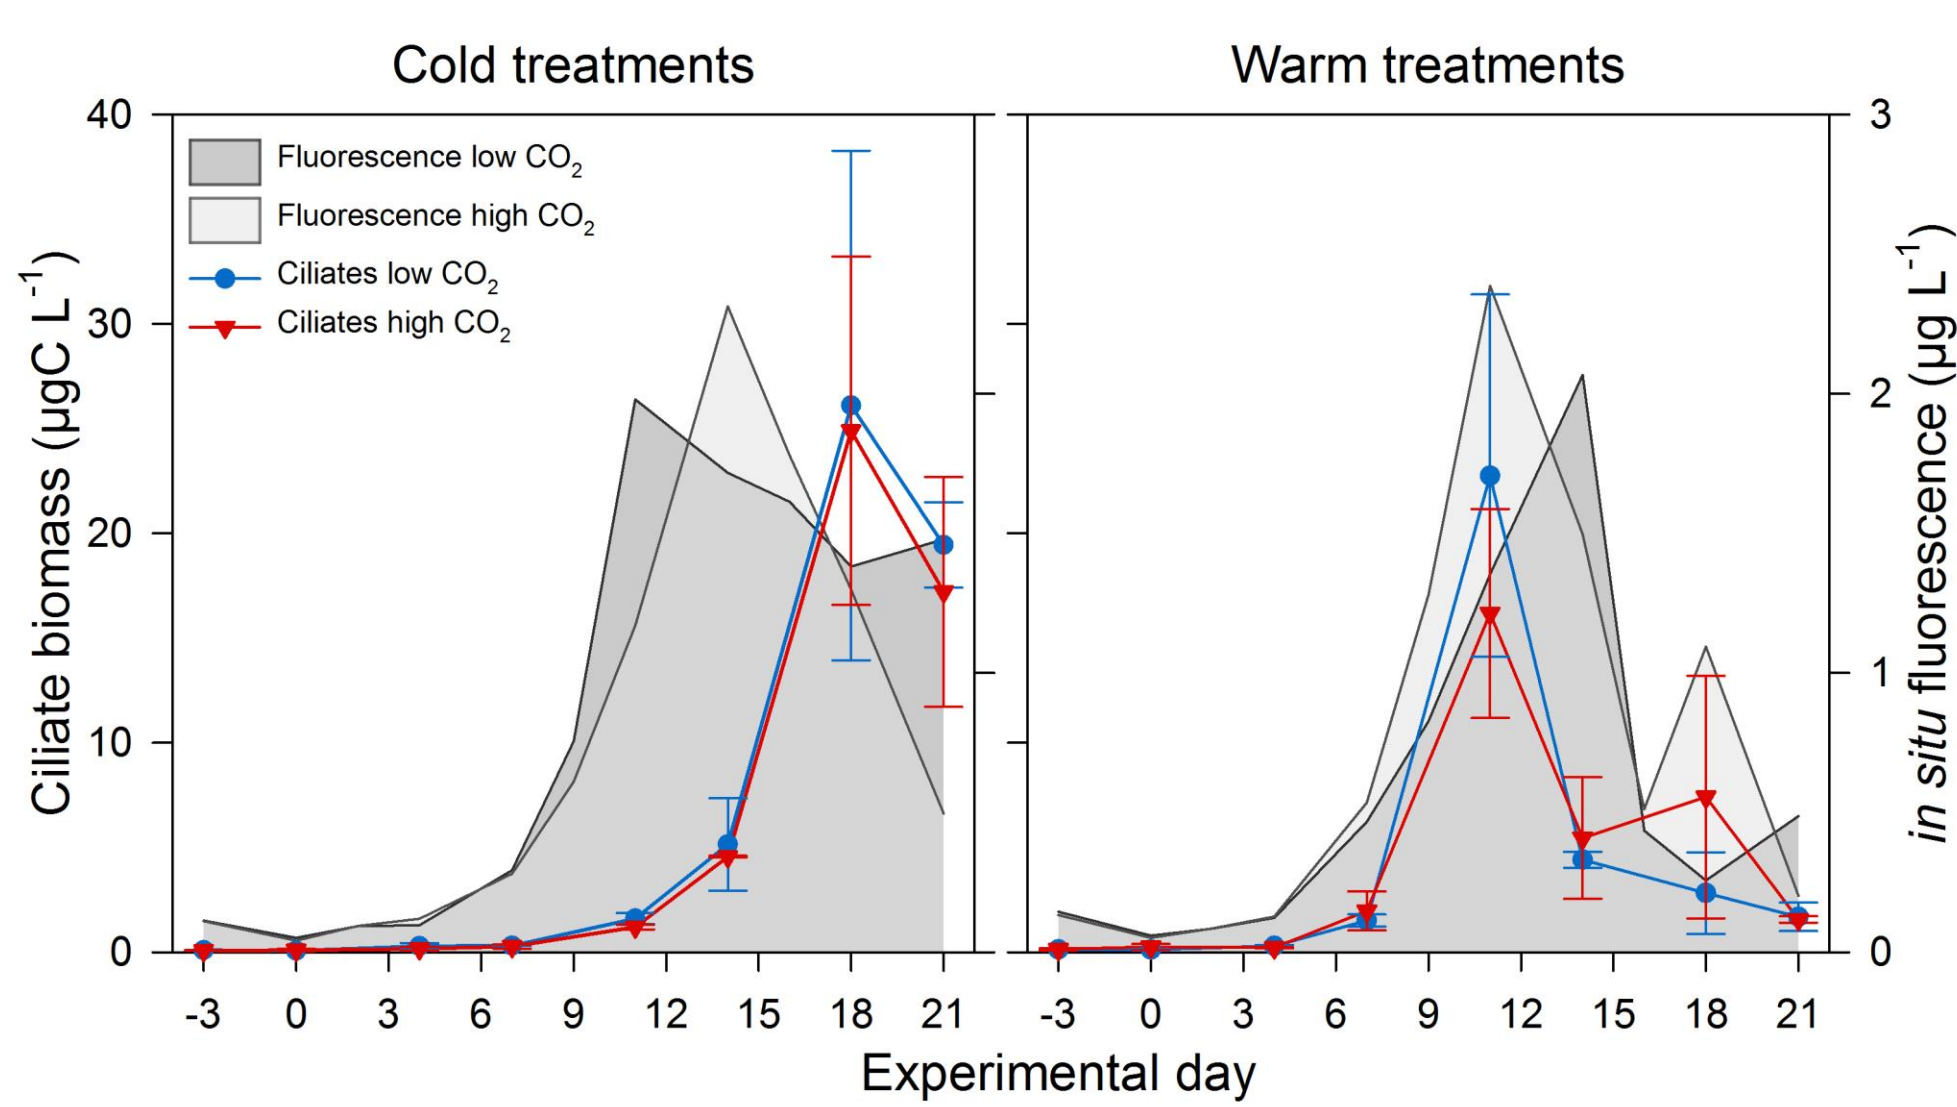 Cold treatments
Warm treatments
40
30
20
10
0
Ciliate biomass (µgC L⁻¹)
Fluorescence low CO₂
Fluorescence high CO₂
Ciliates low CO₂
Ciliates high CO₂
3
2
1
0
in situ fluorescence (µg L⁻¹)
-3 0 3 6 9 12 15 18 21
-3 0 3 6 9 12 15 18 21
Experimental day